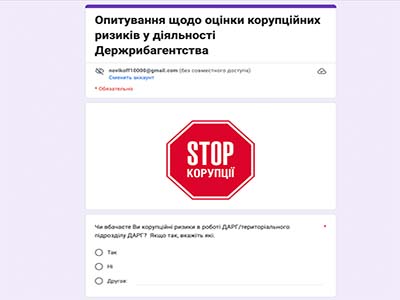 Опитування щодо оцінки корупційних
ризиків у діяльності
Держрибагентства
novikoff10008@gmail.com (без совместного доступа)
Сменить аккаунт
* Обязательно
STOP
КОРУПЦІЇ
Чи вбачаєте Ви корупційні ризики в роботі ДАРГ/територіального *
підрозділу ДАРГ? Якщо так, вкажіть які.
Так
Ні
Другое: